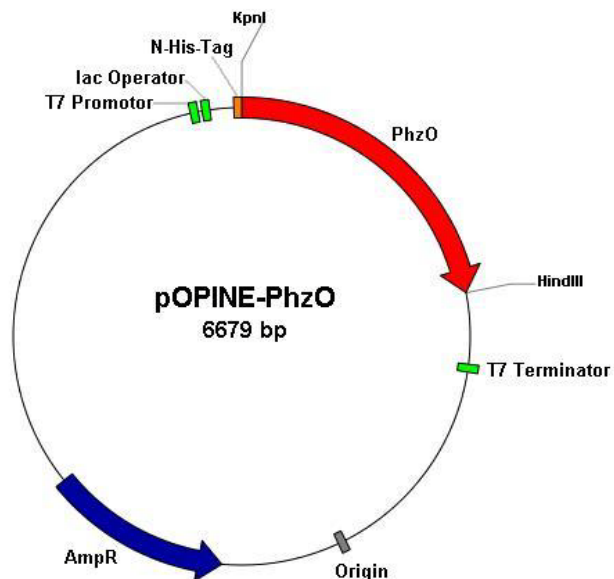 KpnI
N-His-Tag
lac Operator
T7 Promotor
PhzO
HindIII
pOPINE-PhzO
6679 bp
T7 Terminator
AmpR
Origin